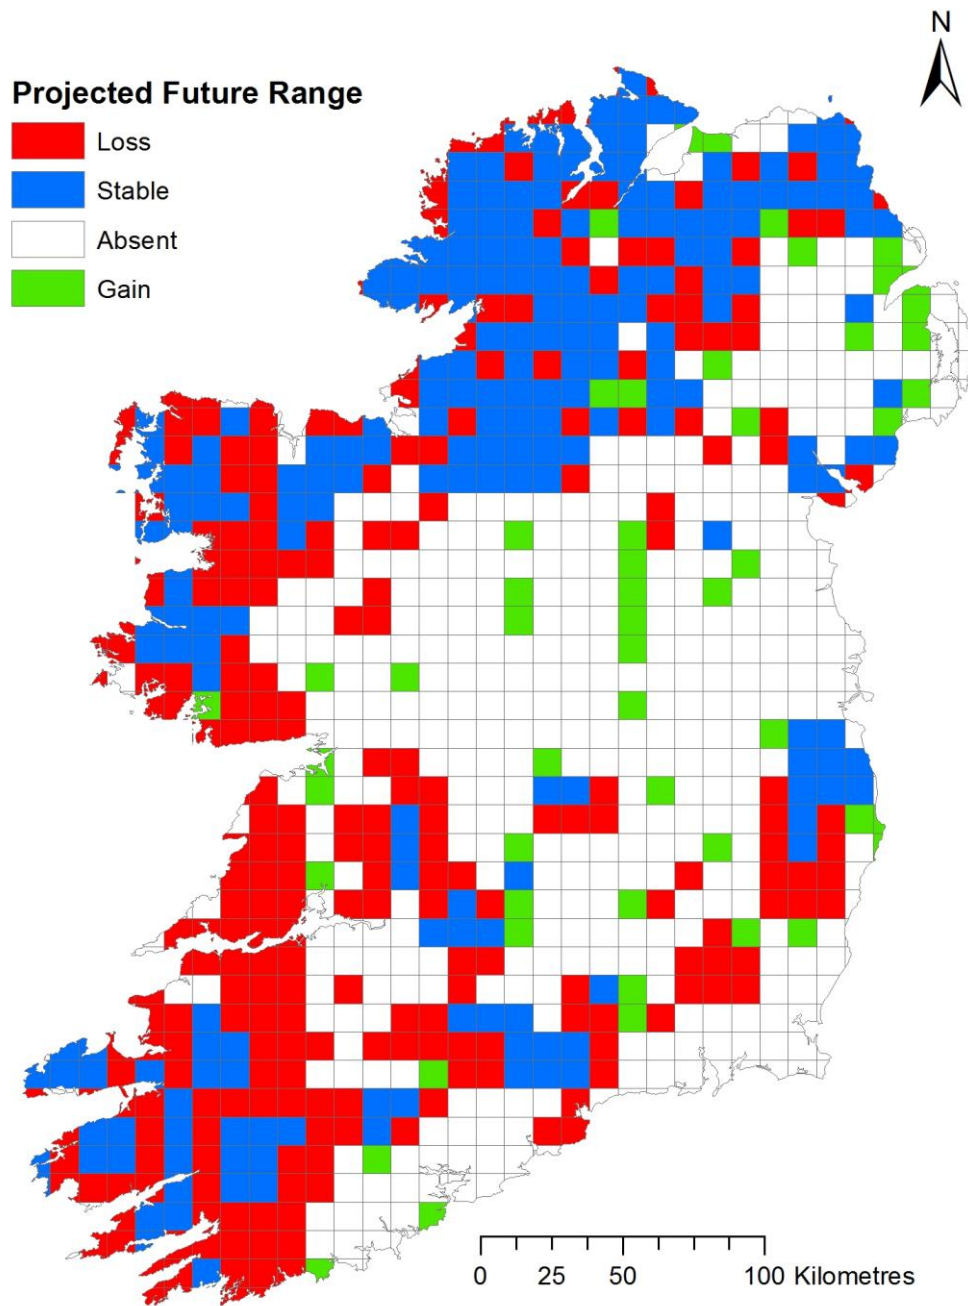 N
Projected Future Range
Loss
Stable
Absent
Gain
0 25 50 100 Kilometres